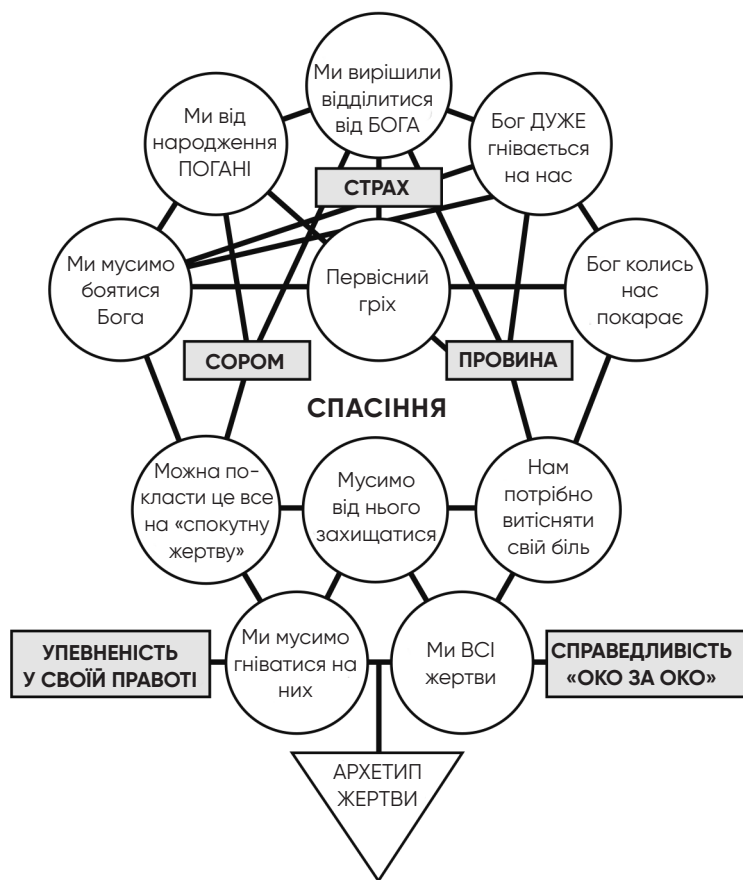 Ми вирішили
відділитися
від БОГА
Ми від
народження
ПОГАНІ
Бог ДУЖЕ
гнівається
на нас
СТРАХ
Ми мусимо
боятися
Бога
Первісний
гріх
Бог колись
нас
покарає
СОРОМ
ПРОВИНА
СПАСІННЯ
Можна по-
класти це все
на «спокутну
жертву»
Мусимо
від нього
захищатися
Нам
потрібно
витісняти
свій біль
УПЕВНЕНІСТЬ
У СВОЇЙ ПРАВОТІ
Ми мусимо
гніватися на
них
Ми ВСІ
жертви
СПРАВЕДЛИВІСТЬ
«ОКО ЗА ОКО»
АРХЕТИП
ЖЕРТВИ